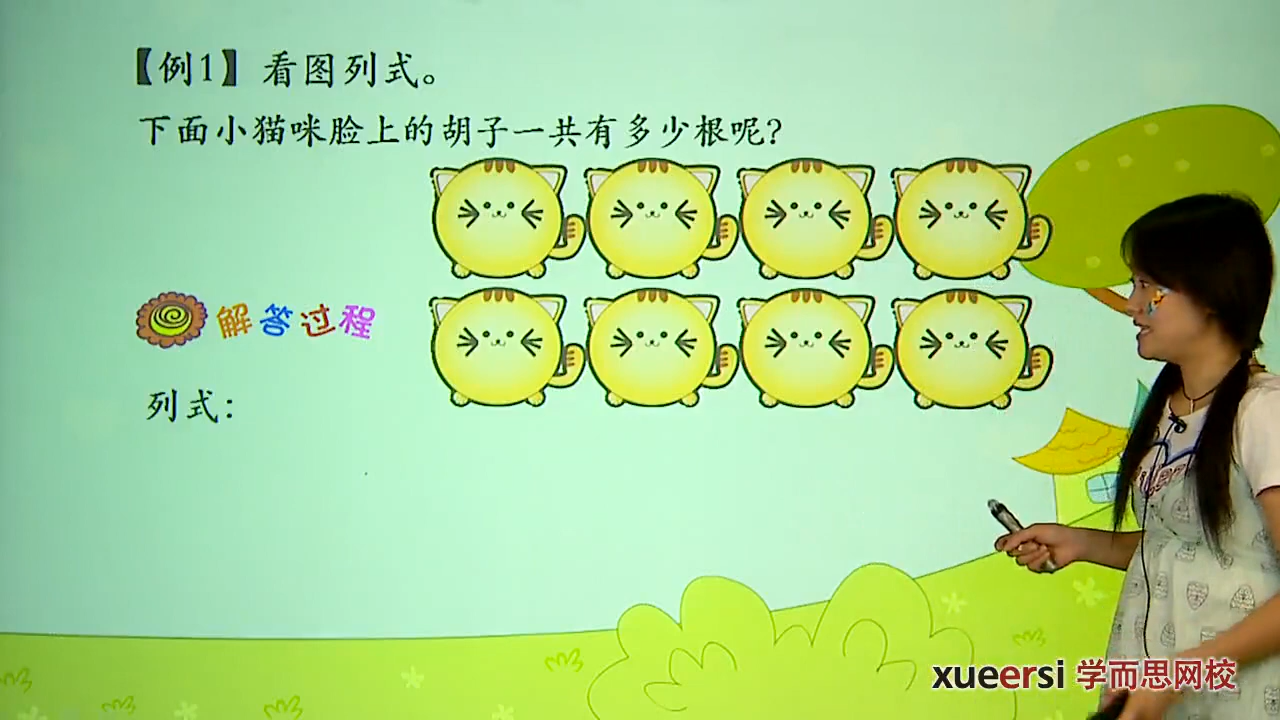 【例1】看图列式。
下面小猫咪脸上的胡子一共有多少根呢?
解答过程
列式:
xueersi 学而思网校